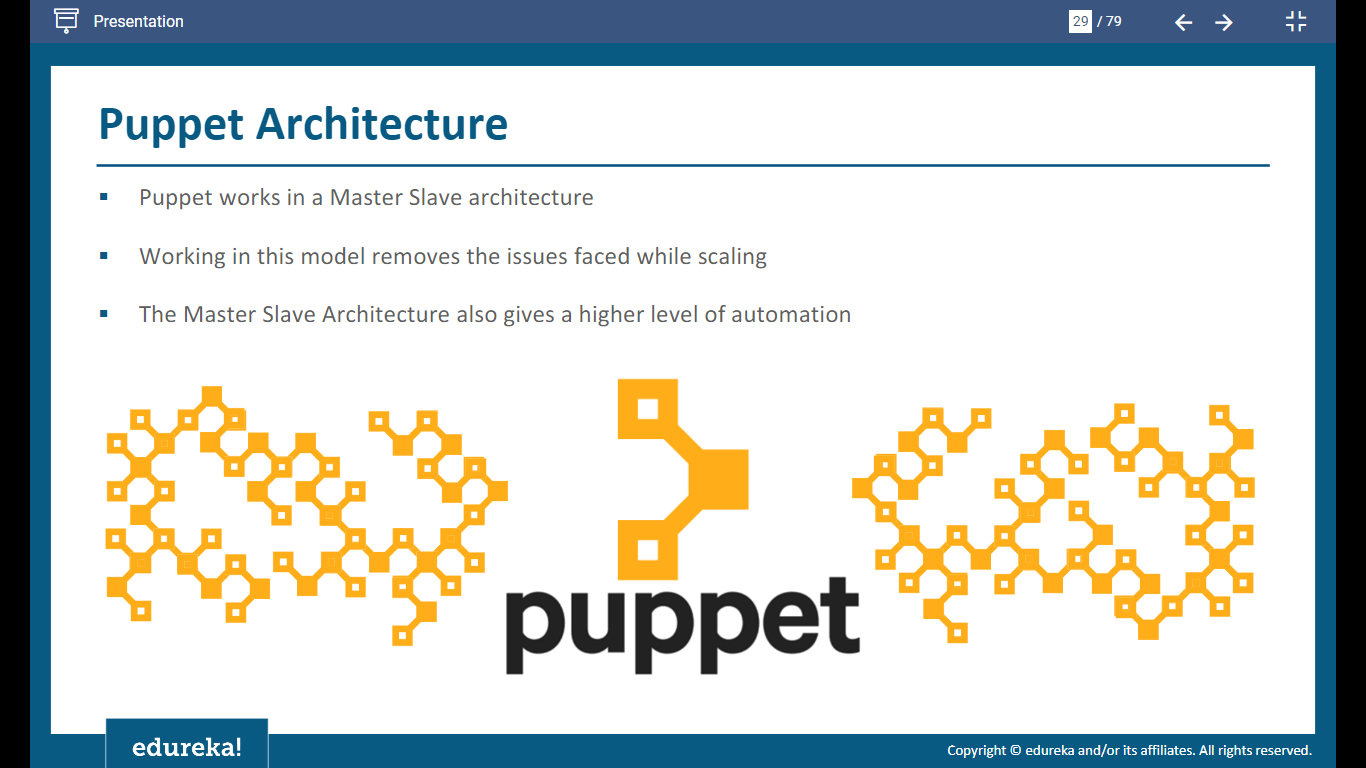 Presentation
29 / 79
Puppet Architecture
▪ Puppet works in a Master Slave architecture
▪ Working in this model removes the issues faced while scaling
▪ The Master Slave Architecture also gives a higher level of automation
puppet
edureka!
Copyright © edureka and/or its affiliates. All rights reserved.